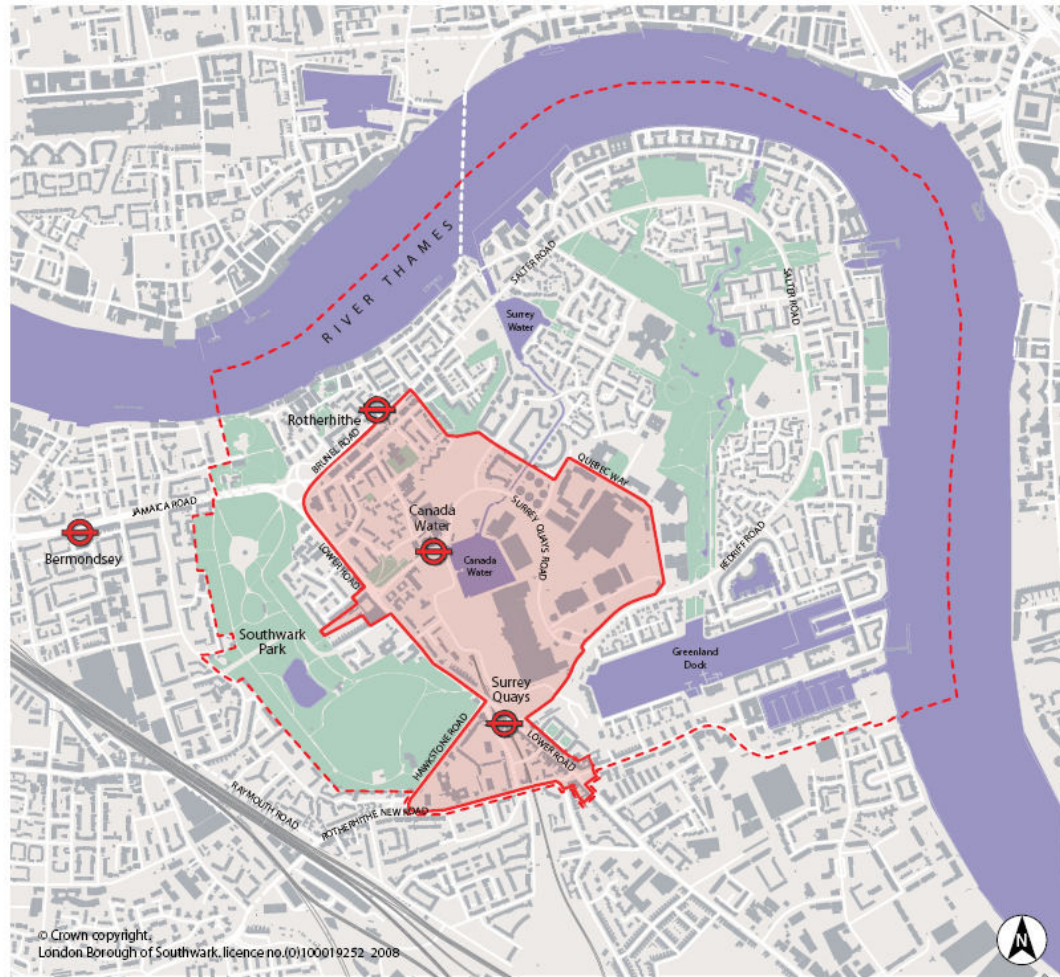 RIVER THAMES
SALTER ROAD
SALTER ROAD
Surrey
Water
Rotherhithe
BRUNEL ROAD
QUEBEC WAY
JAMAICA ROAD
Bermondsey
Canada
Water
SURREY QUAYS ROAD
LOWER ROAD
Canada
Water
REDRIFF ROAD
Southwark
Park
Greenland
Dock
Surrey
Quays
HAWKSTONE ROAD
LOWER ROAD
RAYMOUTH ROAD
ROTHERHITHE NEW ROAD
© Crown copyright.
London Borough of Southwark. licence no.(0)100019252 2008
N